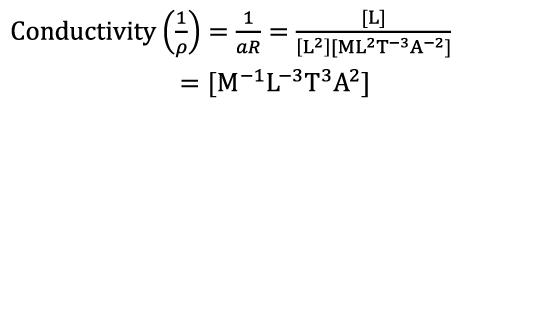 Conductivity (1/ρ) = 1/aR = [L]/[L²][ML²T⁻³A⁻²]
= [M⁻¹L⁻³T³A²]